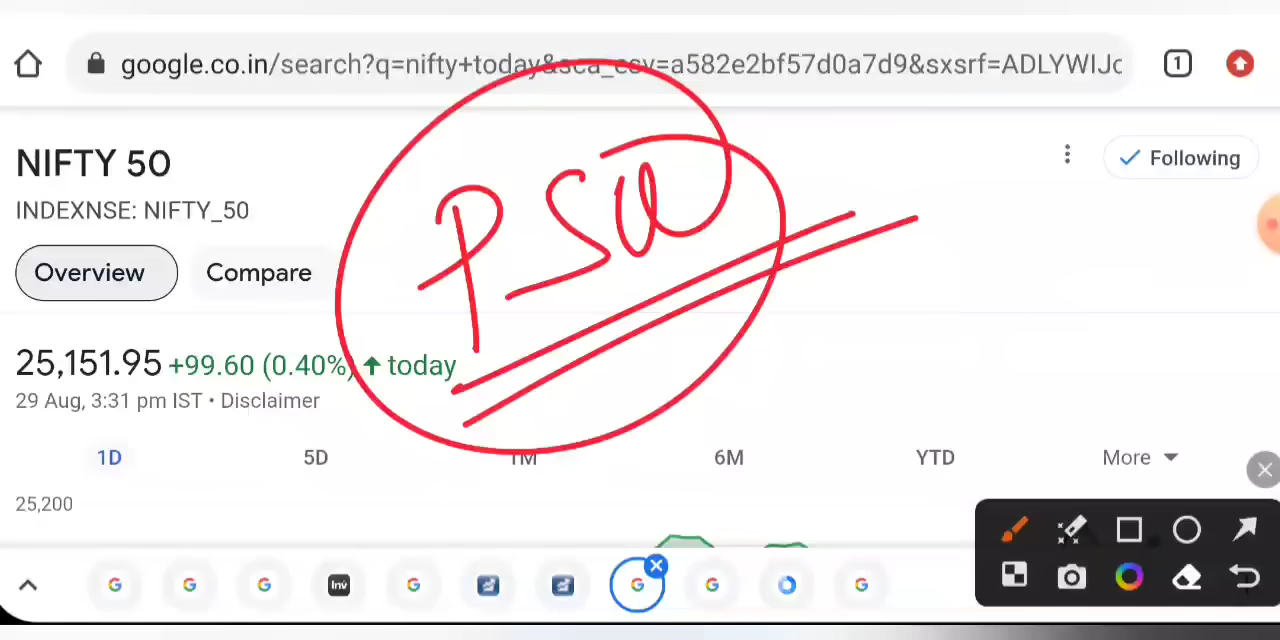 1
google.co.in/search?q=nifty+today&sca_esv=a582e2bf57d0a7d9&sxsrf=ADLYWIJc
NIFTY 50
Following
INDEXNSE: NIFTY_50
Overview Compare
25,151.95 +99.60 (0.40%) today
29 Aug, 3:31 pm IST • Disclaimer
1D 5D 1M 6M YTD More
25,200
Inv